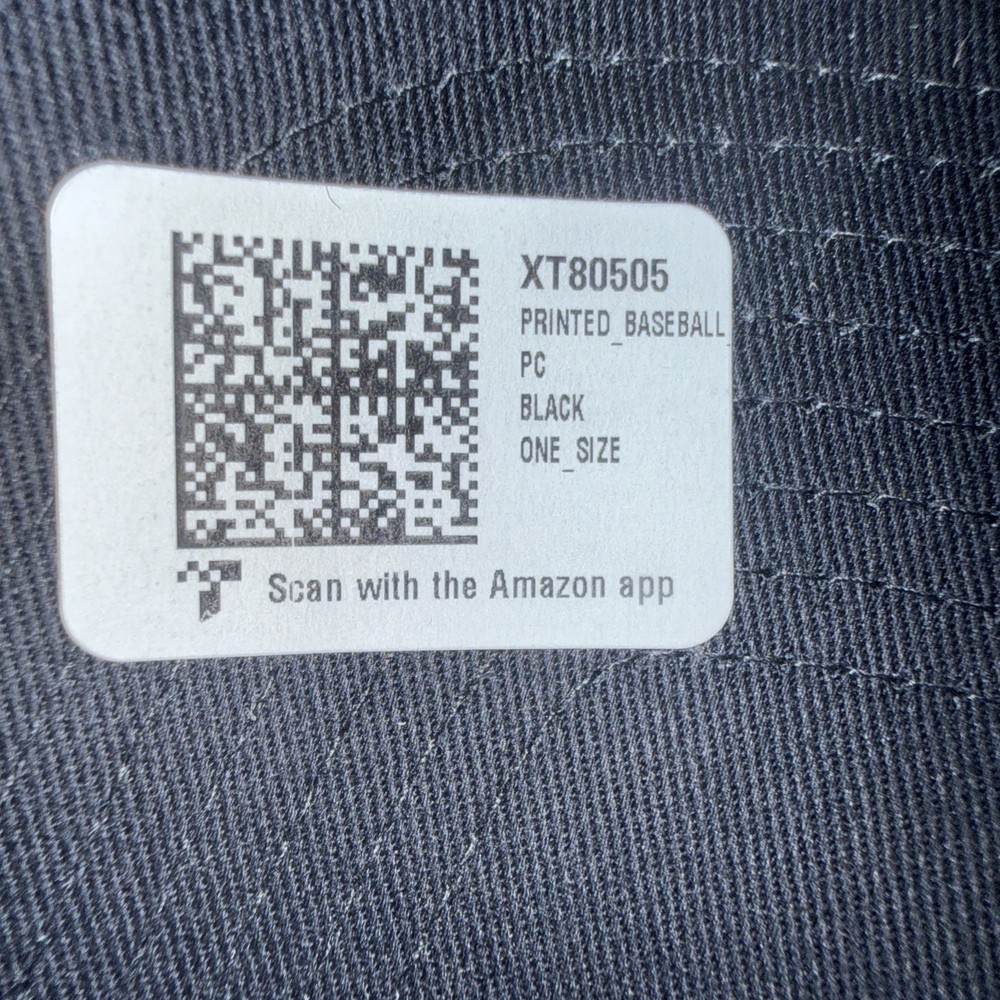 XT80505
PRINTED_BASEBALL
PC
BLACK
ONE_SIZE
Scan with the Amazon app